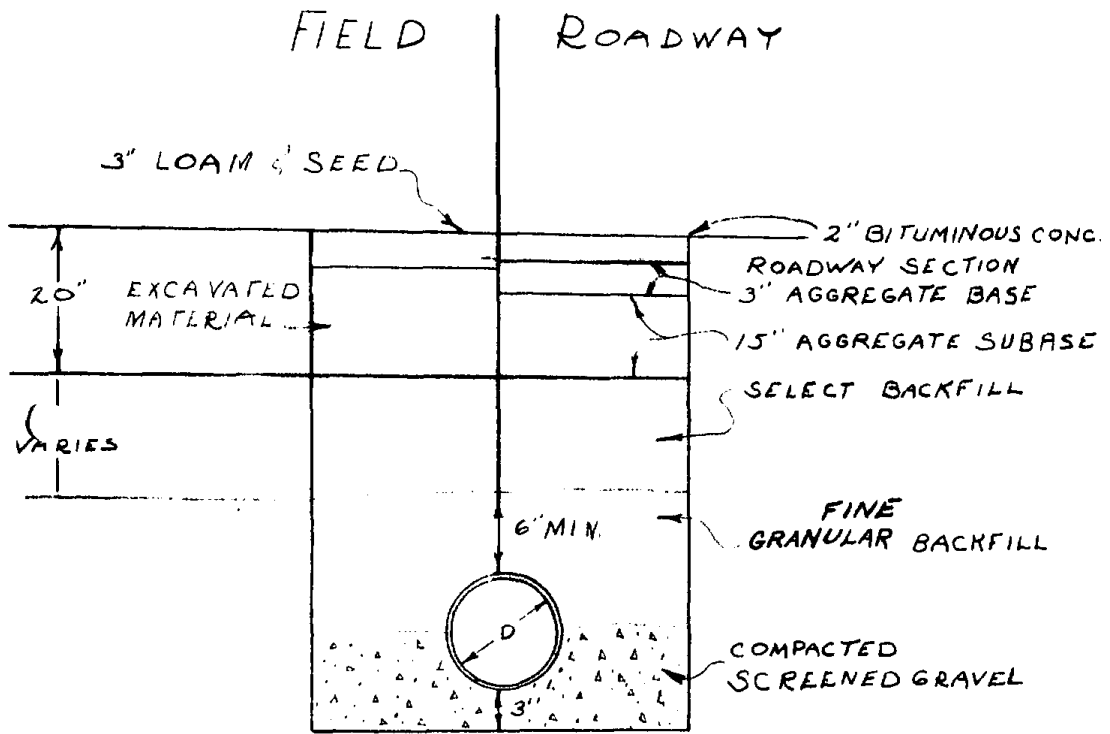 FIELD
ROADWAY
3" LOAM & SEED
2" BITUMINOUS CONC.
ROADWAY SECTION
3" AGGREGATE BASE
20"
EXCAVATED
MATERIAL
15" AGGREGATE SUBASE
SELECT BACKFILL
VARIES
6" MIN.
FINE
GRANULAR BACKFILL
D
COMPACTED
SCREENED GRAVEL
3"